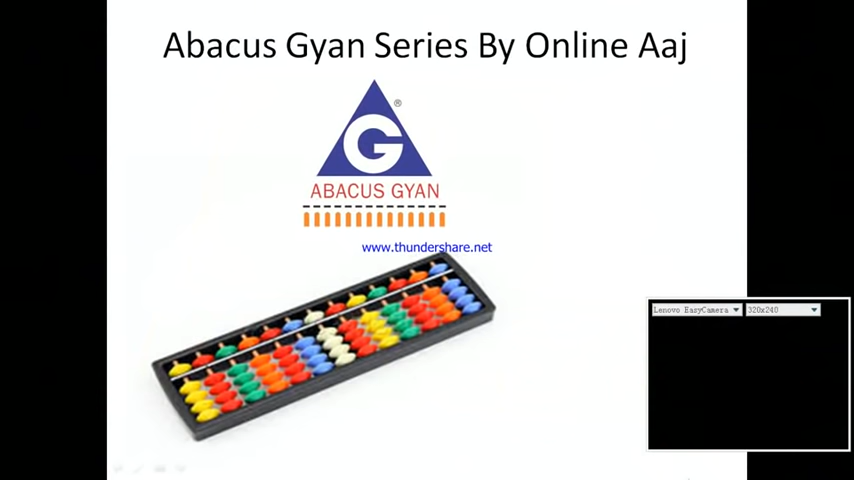 Abacus Gyan Series By Online Aaj
G
®
ABACUS GYAN
www.thundershare.net
Lenovo EasyCamera
320x240